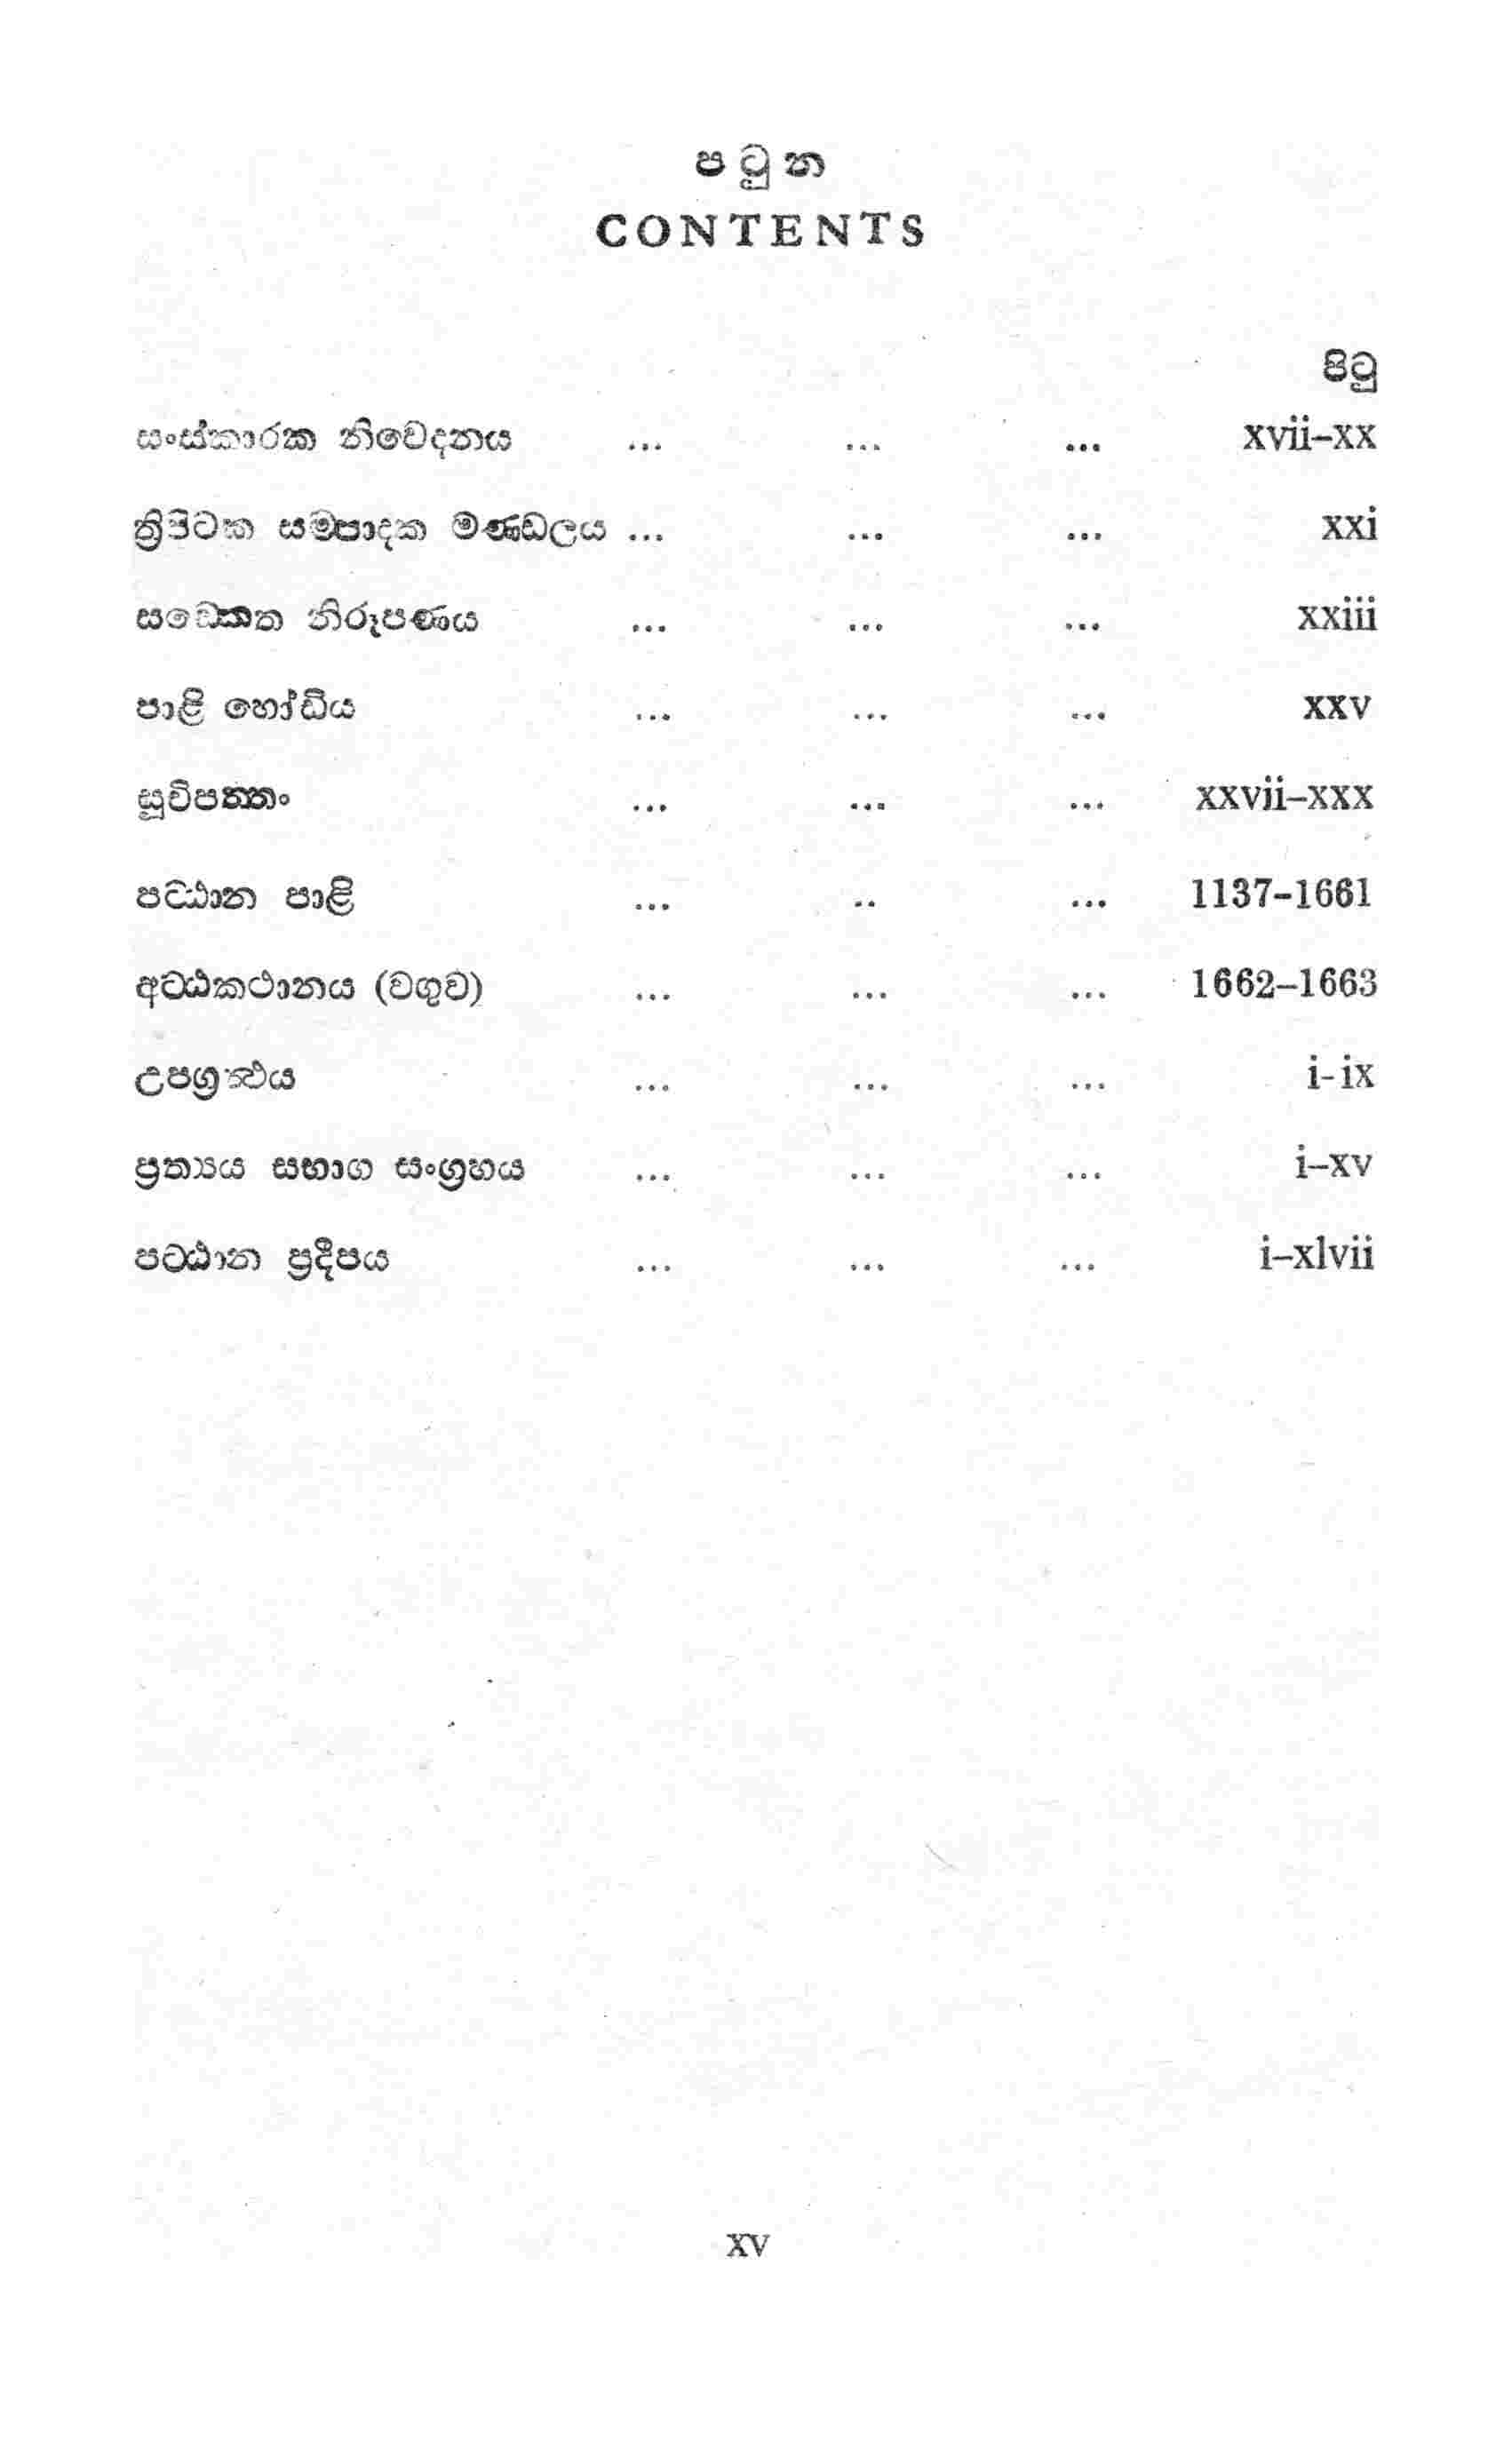 පටුන
CONTENTS
පිටු
සංස්කාරක නිවේදනය ... ... ... xvii–xx
ත්‍රිපිටක සම්පාදක මණ්ඩලය ... ... ... xxi
සඞ්කෙත නිරූපණය ... ... ... xxiii
පාළි හෝඩිය ... ... ... xxv
සූචිපත්තං ... ... ... xxvii–xxx
පට්ඨාන පාළි ... .. ... 1137–1661
අට්ඨකථානය (වගුව) ... ... ... 1662–1663
උපග්‍රන්ථය ... ... ... i-ix
ප්‍රත්‍යය සභාග සංග්‍රහය ... ... ... i–xv
පට්ඨාන ප්‍රදීපය ... ... ... i–xlvii
xv